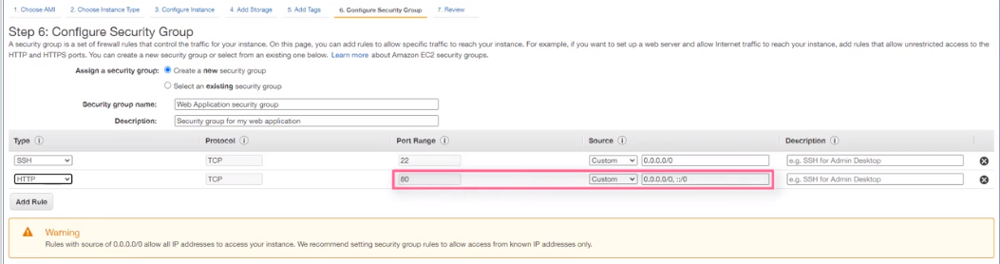 1. Choose AMI 2. Choose Instance Type 3. Configure Instance 4. Add Storage 5. Add Tags 6. Configure Security Group 7. Review
Step 6: Configure Security Group
A security group is a set of firewall rules that control the traffic for your instance. On this page, you can add rules to allow specific traffic to reach your instance. For example, if you want to set up a web server and allow Internet traffic to reach your instance, add rules that allow unrestricted access to the
HTTP and HTTPS ports. You can create a new security group or select from an existing one below. Learn more about Amazon EC2 security groups.
Assign a security group: Create a new security group
Select an existing security group
Security group name: Web Application security group
Description: Security group for my web application
Type Protocol Port Range Source Description
SSH TCP 22 Custom 0.0.0.0/0 e.g. SSH for Admin Desktop
HTTP TCP 80 Custom 0.0.0.0/0, ::/0 e.g. SSH for Admin Desktop
Add Rule
Warning
Rules with source of 0.0.0.0/0 allow all IP addresses to access your instance. We recommend setting security group rules to allow access from known IP addresses only.